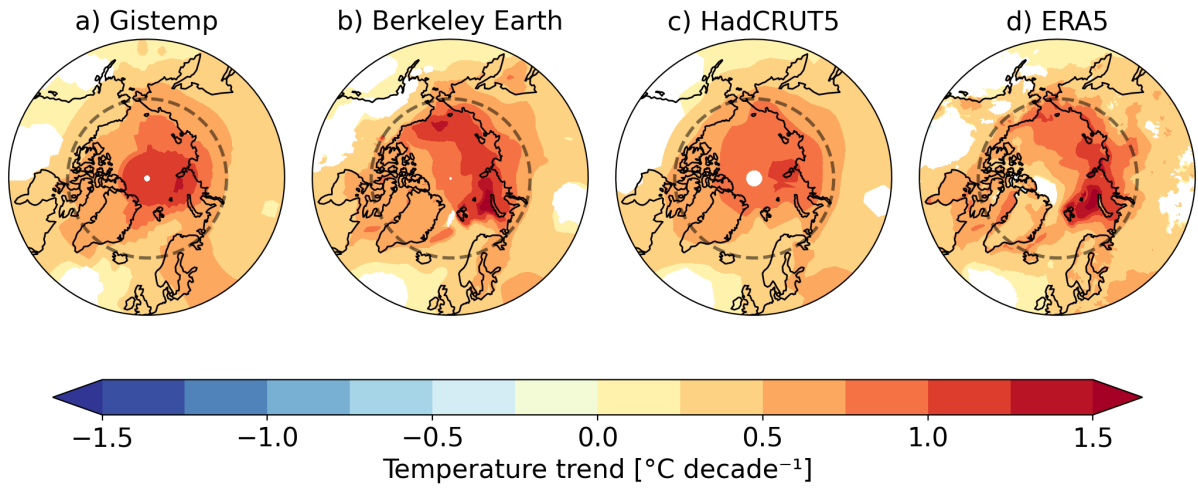 a) Gistemp
b) Berkeley Earth
c) HadCRUT5
d) ERA5
−1.5
−1.0
−0.5
0.0
0.5
1.0
1.5
Temperature trend [°C decade⁻¹]